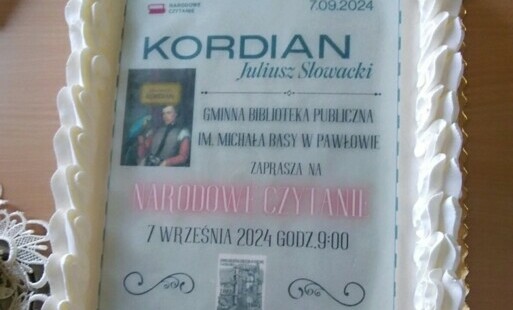 NARODOWE
CZYTANIE
7.09.2024
KORDIAN
Juliusz Słowacki
GMINNA BIBLIOTEKA PUBLICZNA
IM. MICHAŁA BASY W PAWŁOWIE
ZAPRASZA NA
NARODOWE CZYTANIE
7 WRZEŚNIA 2024 GODZ.9:00